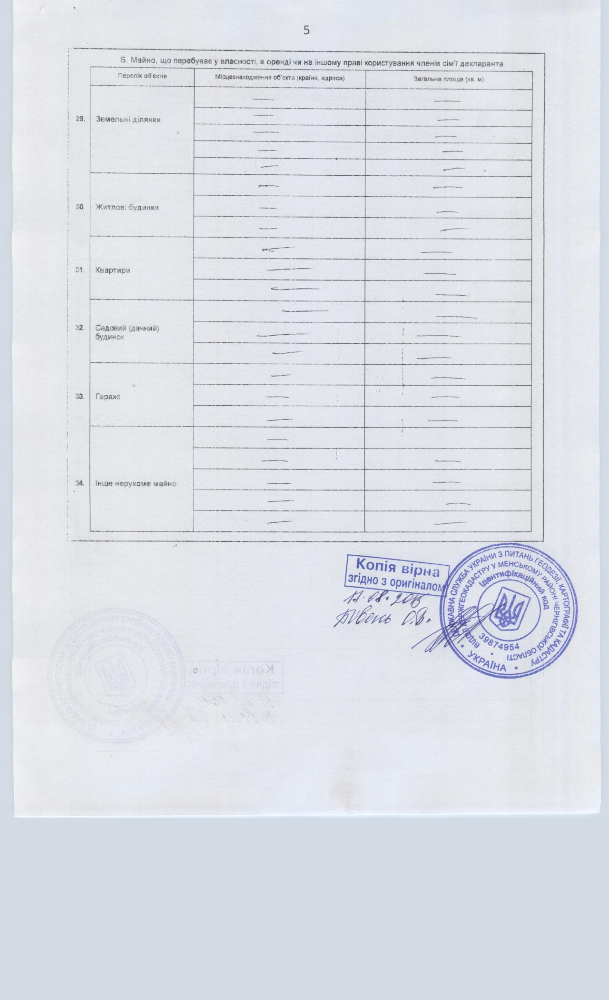 5
Б. Майно, що перебуває у власності, в оренді чи на іншому праві користування членів сім'ї декларанта
Перелік об'єктів
Місцезнаходження об'єкта (країна, адреса)
Загальна площа (кв. м)
29. Земельні ділянки
30. Житлові будинки
31. Квартири
32. Садовий (дачний)
будинок
33. Гаражі
34. Інше нерухоме майно
Копія вірна
згідно з оригіналом
17.08.2015
Півень О.В.
ДЕРЖАВНА СЛУЖБА УКРАЇНИ З ПИТАНЬ ГЕОДЕЗІЇ, КАРТОГРАФІЇ ТА КАДАСТРУ
ВІДДІЛ ДЕРЖГЕОКАДАСТРУ У МЕНСЬКОМУ РАЙОНІ ЧЕРНІГІВСЬКОЇ ОБЛАСТІ
Ідентифікаційний код
39874954
* УКРАЇНА *